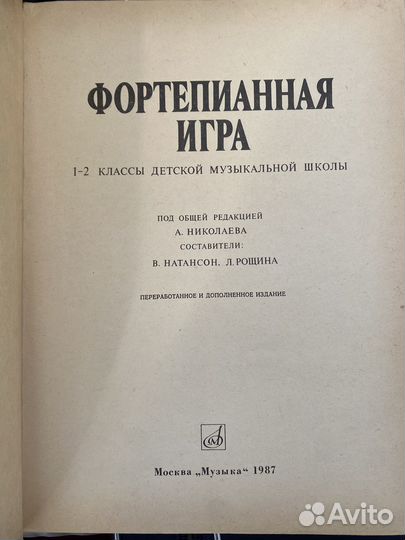 ФОРТЕПИАННАЯ
ИГРА
1-2 КЛАССЫ ДЕТСКОЙ МУЗЫКАЛЬНОЙ ШКОЛЫ
ПОД ОБЩЕЙ РЕДАКЦИЕЙ
А. НИКОЛАЕВА
СОСТАВИТЕЛИ:
В. НАТАНСОН, Л. РОЩИНА
ПЕРЕРАБОТАННОЕ И ДОПОЛНЕННОЕ ИЗДАНИЕ
Москва „Музыка“ 1987
Avito